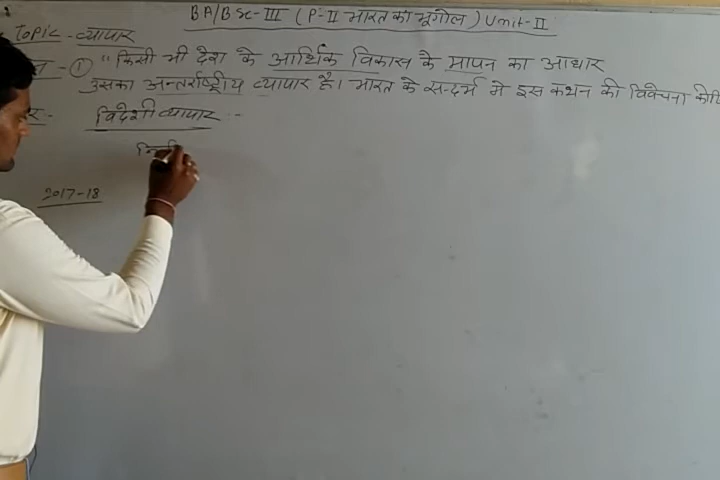 BA/BSc-III (P-II भारत का भूगोल) Unit-II
Topic - व्यापार
न - ① "किसी भी देश के आर्थिक विकास के मापन का आधार
उसका अन्तर्राष्ट्रीय व्यापार है। भारत के सन्दर्भ मे इस कथन की विवेचना
र:- विदेशी व्यापार :-
2017-18